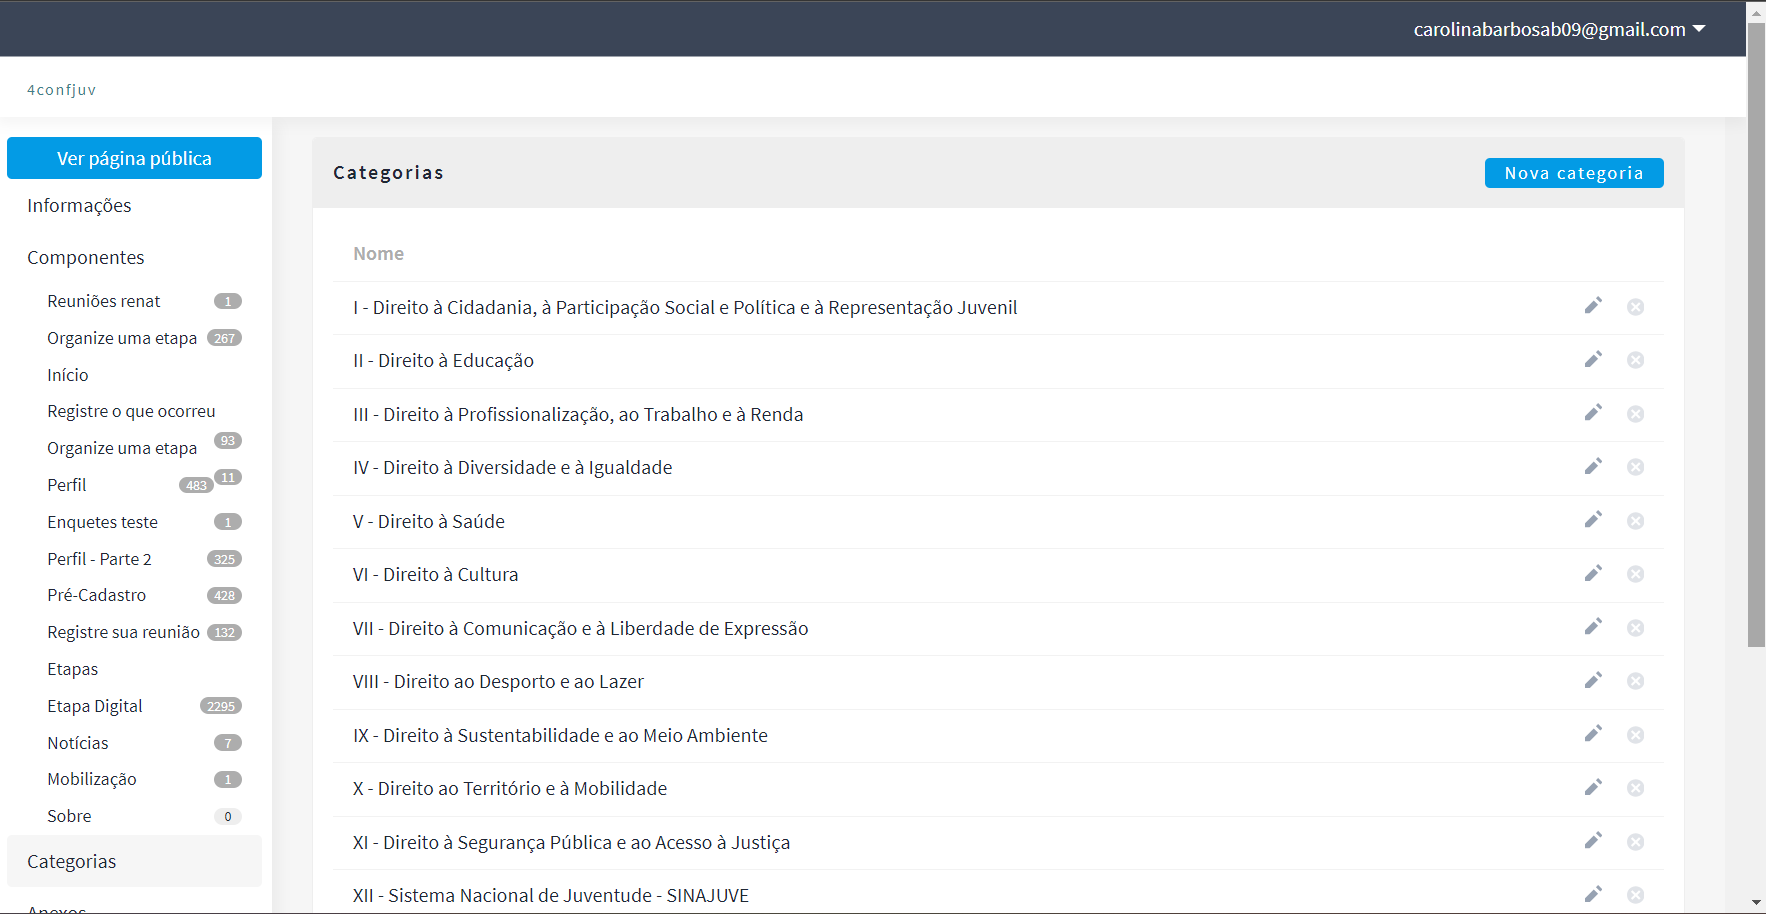 carolinabarbosab09@gmail.com
4confjuv
Ver página pública
Informações
Componentes
Reuniões renat 1
Organize uma etapa 267
Início
Registre o que ocorreu
93
Organize uma etapa
11
Perfil 483
Enquetes teste 1
Perfil - Parte 2 325
Pré-Cadastro 428
Registre sua reunião 132
Etapas
Etapa Digital 2295
Notícias 7
Mobilização 1
Sobre 0
Categorias
Anexos
Categorias
Nova categoria
Nome
I - Direito à Cidadania, à Participação Social e Política e à Representação Juvenil
II - Direito à Educação
III - Direito à Profissionalização, ao Trabalho e à Renda
IV - Direito à Diversidade e à Igualdade
V - Direito à Saúde
VI - Direito à Cultura
VII - Direito à Comunicação e à Liberdade de Expressão
VIII - Direito ao Desporto e ao Lazer
IX - Direito à Sustentabilidade e ao Meio Ambiente
X - Direito ao Território e à Mobilidade
XI - Direito à Segurança Pública e ao Acesso à Justiça
XII - Sistema Nacional de Juventude - SINAJUVE